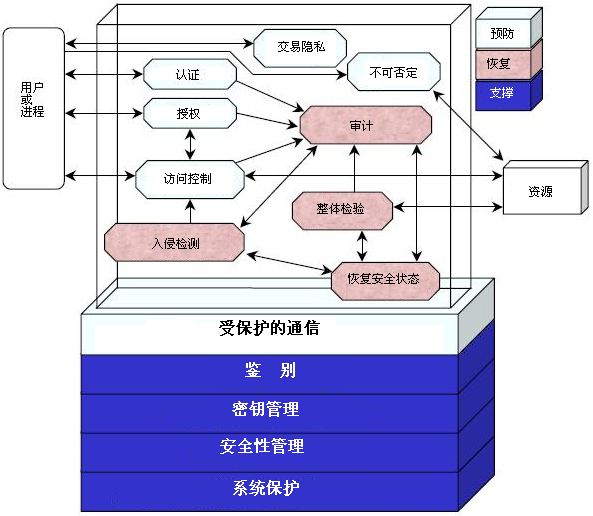 预防
恢复
支撑
用户
或
进程
交易隐私
认证
不可否定
授权
审计
访问控制
资源
整体检验
入侵检测
恢复安全状态
受保护的通信
鉴 别
密钥管理
安全性管理
系统保护